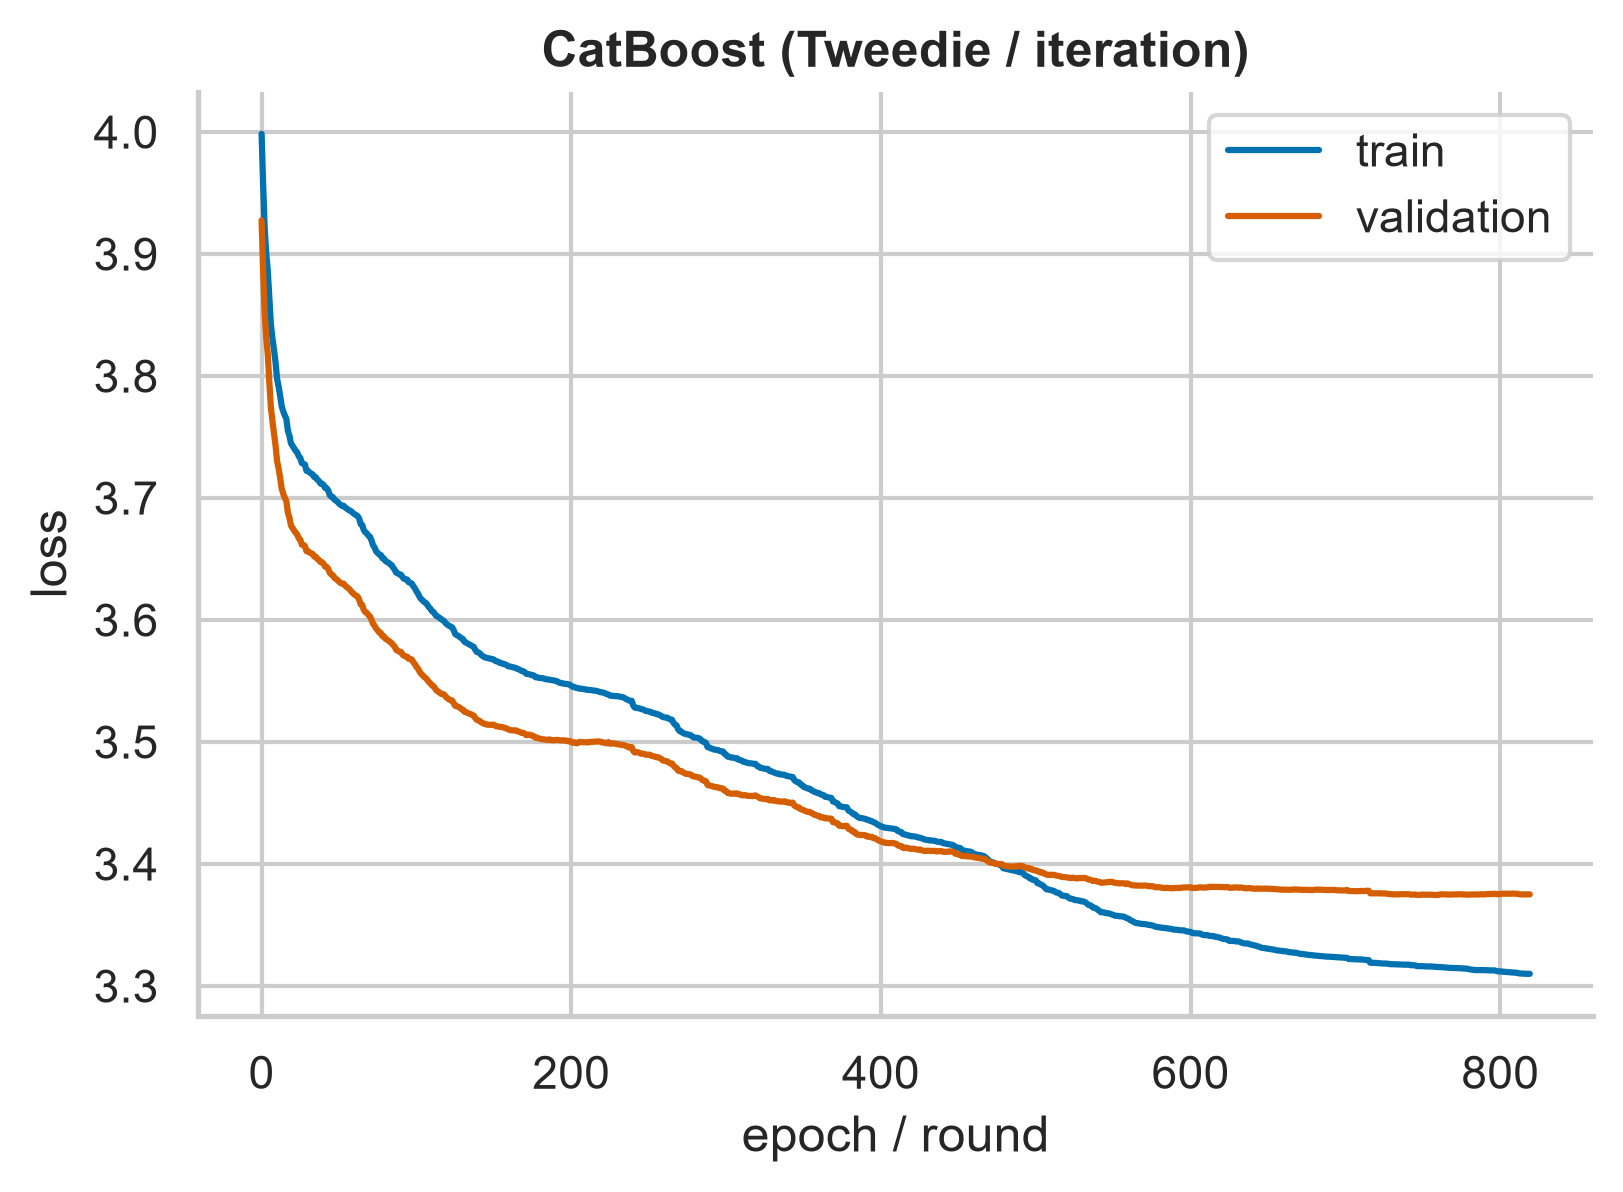 CatBoost (Tweedie / iteration)
train
validation
4.0
3.9
3.8
3.7
3.6
3.5
3.4
3.3
loss
0 200 400 600 800
epoch / round